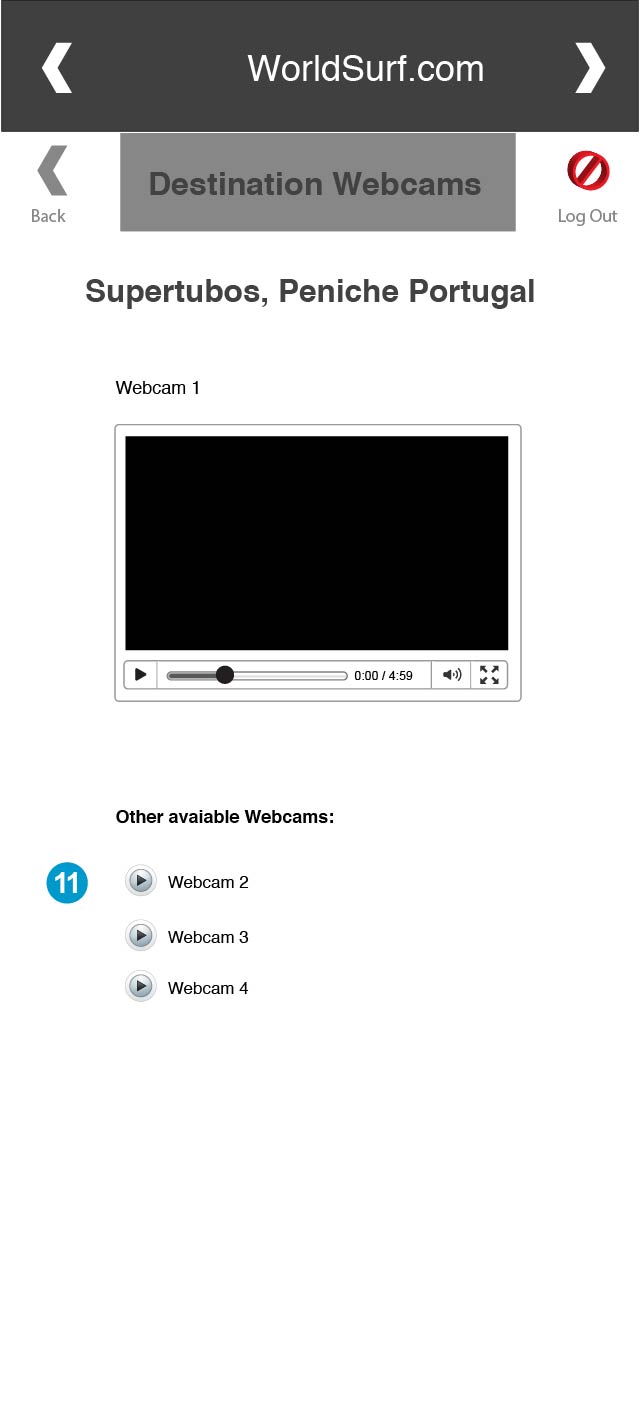 WorldSurf.com
Back
Destination Webcams
Log Out
Supertubos, Peniche Portugal
Webcam 1
0:00 / 4:59
Other avaiable Webcams:
11
Webcam 2
Webcam 3
Webcam 4